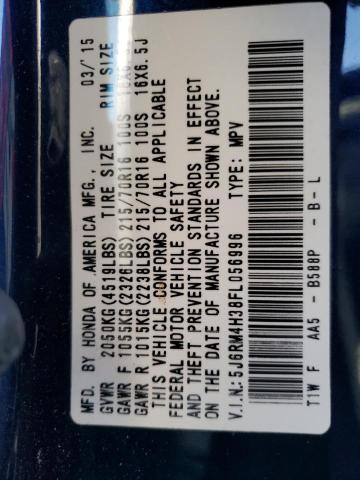 MFD. BY HONDA OF AMERICA MFG., INC. 03/'15
GVWR 2050KG(4519LBS) TIRE SIZE RIM SIZE
GAWR F 1055KG(2326LBS) 215/70R16 100S 16X6.5J
GAWR R 1015KG(2238LBS) 215/70R16 100S 16X6.5J
THIS VEHICLE CONFORMS TO ALL APPLICABLE
FEDERAL MOTOR VEHICLE SAFETY
AND THEFT PREVENTION STANDARDS IN EFFECT
ON THE DATE OF MANUFACTURE SHOWN ABOVE.
V.I.N.: 5J6RM4H38FL056996 TYPE: MPV
T1W F AA5 - B588P - B - L